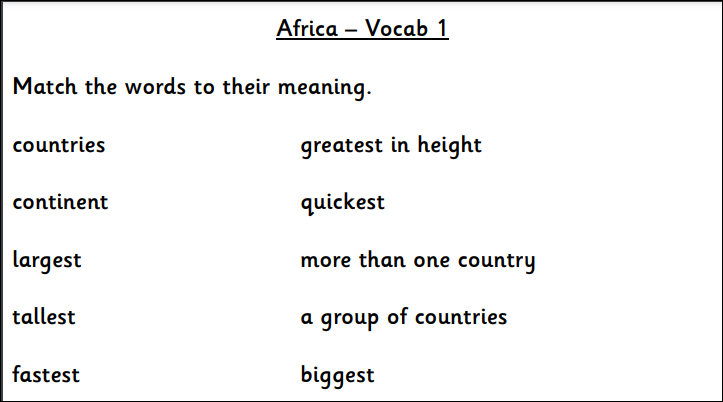 Africa – Vocab 1
Match the words to their meaning.
countries greatest in height
continent quickest
largest more than one country
tallest a group of countries
fastest biggest